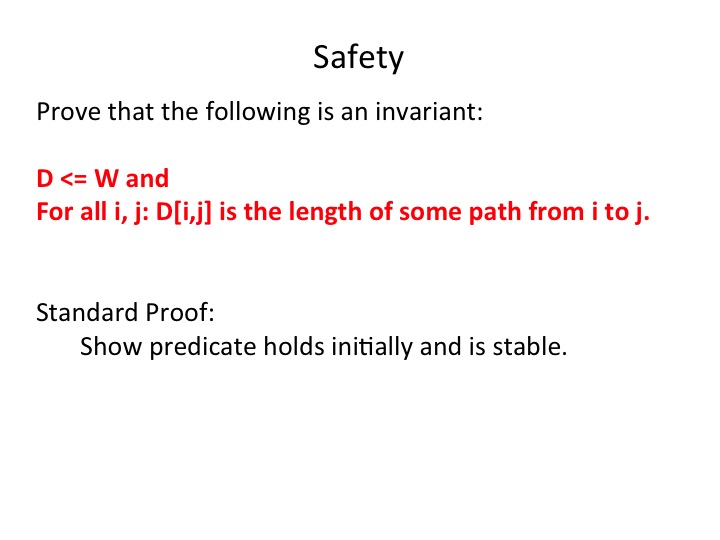 Safety
Prove that the following is an invariant:
D <= W and
For all i, j: D[i,j] is the length of some path from i to j.
Standard Proof:
Show predicate holds initially and is stable.